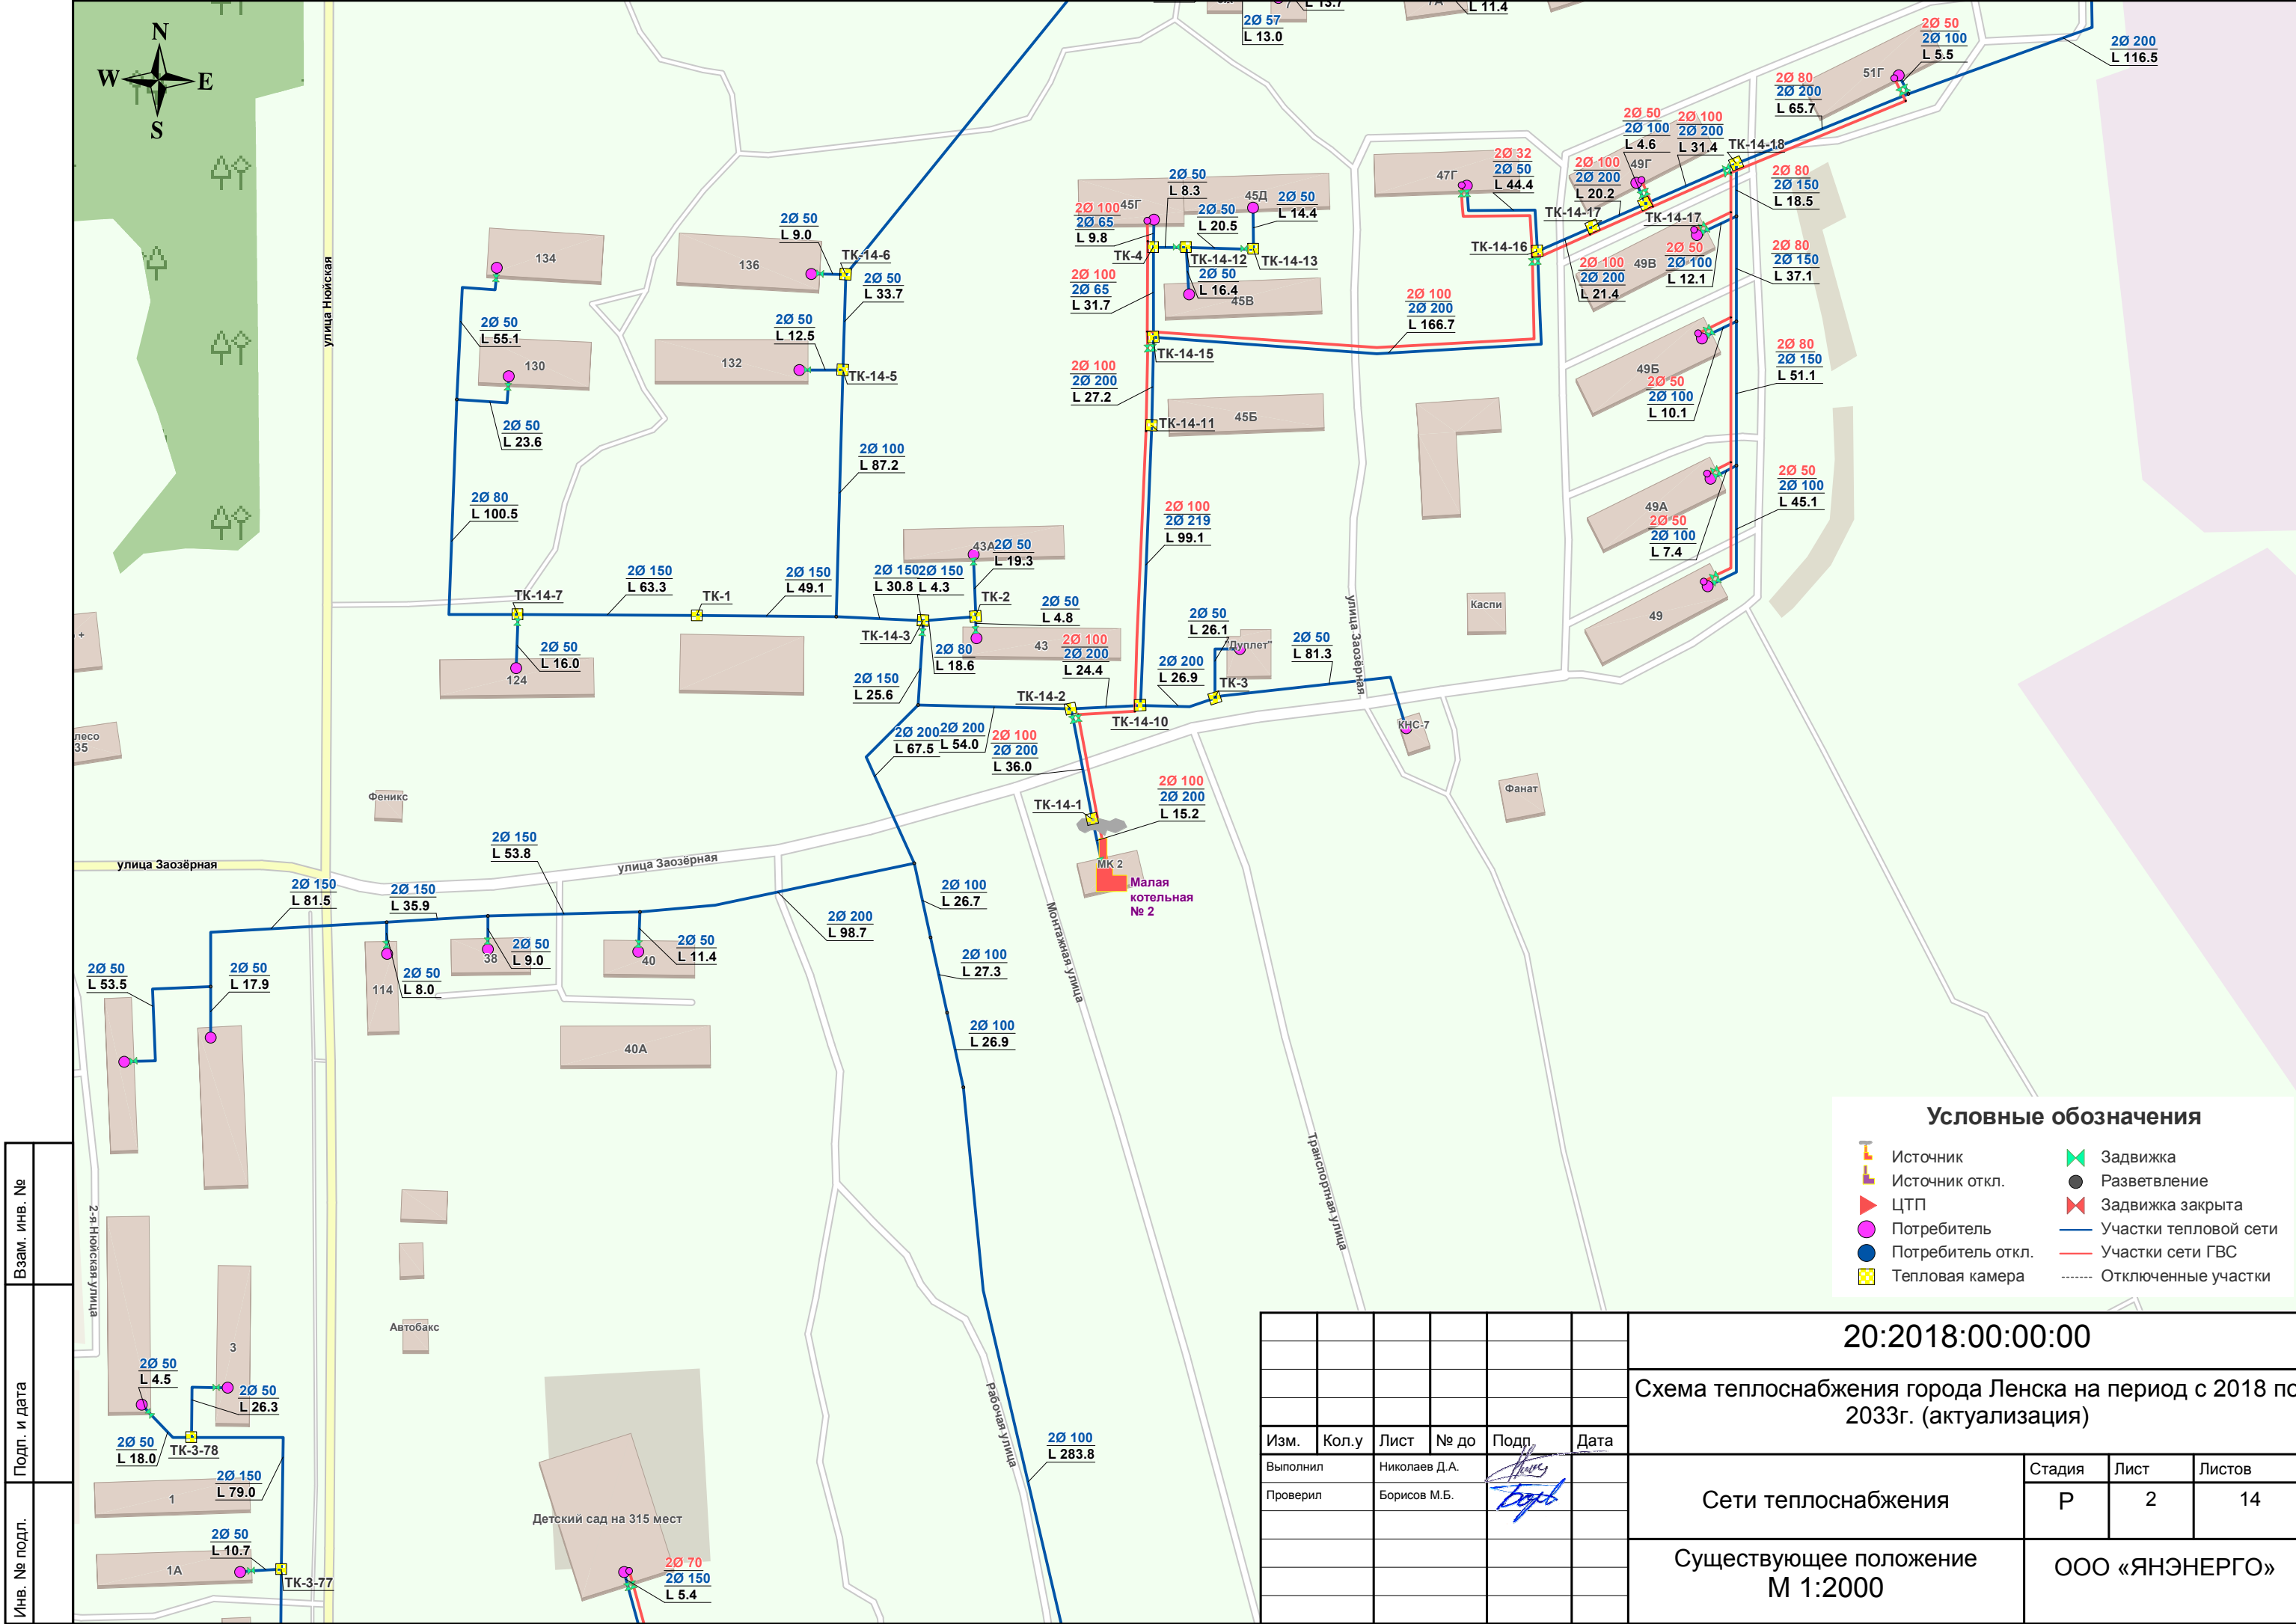 N
W
E
S
2Ø 57
L 13.0
L 13.7
7А
L 11.4
2Ø 50
2Ø 100
L 5.5
51Г
2Ø 200
L 116.5
2Ø 80
2Ø 200
L 65.7
2Ø 50
2Ø 100
L 4.6
49Г
2Ø 100
2Ø 200
L 31.4
ТК-14-18
2Ø 100
2Ø 200
L 20.2
2Ø 32
2Ø 50
L 44.4
47Г
2Ø 80
2Ø 150
L 18.5
ТК-14-17
ТК-14-17
ТК-14-16
2Ø 50
L 8.3
45Д
2Ø 50
L 14.4
45Г
2Ø 100
2Ø 65
L 9.8
2Ø 50
L 20.5
ТК-4
ТК-14-12
ТК-14-13
2Ø 50
L 16.4
45В
2Ø 50
L 9.0
ТК-14-6
134
136
2Ø 50
L 33.7
2Ø 100
2Ø 65
L 31.7
2Ø 100
2Ø 200
L 166.7
2Ø 100
2Ø 200
L 21.4
49В
2Ø 50
2Ø 100
L 12.1
2Ø 80
2Ø 150
L 37.1
улица Нюйская
2Ø 50
L 55.1
130
2Ø 50
L 12.5
132
ТК-14-5
ТК-14-15
2Ø 100
2Ø 200
L 27.2
49Б
2Ø 50
2Ø 100
L 10.1
2Ø 80
2Ø 150
L 51.1
2Ø 50
L 23.6
45Б
ТК-14-11
2Ø 100
L 87.2
2Ø 80
L 100.5
2Ø 100
2Ø 219
L 99.1
49А
2Ø 50
2Ø 100
L 7.4
2Ø 50
2Ø 100
L 45.1
43А
2Ø 50
L 19.3
ТК-14-7
2Ø 150
L 63.3
ТК-1
2Ø 150
L 49.1
2Ø 150
L 30.8
2Ø 150
L 4.3
ТК-2
2Ø 50
L 4.8
ТК-14-3
43
2Ø 80
L 18.6
2Ø 100
2Ø 200
L 24.4
2Ø 50
L 26.1
"Дуплет"
2Ø 50
L 81.3
улица Заозёрная
Каспи
49
+
2Ø 50
L 16.0
124
2Ø 150
L 25.6
ТК-14-2
2Ø 200
L 26.9
ТК-3
ТК-14-10
КНС-7
лесо
35
2Ø 200
L 67.5
2Ø 200
L 54.0
2Ø 100
2Ø 200
L 36.0
Феникс
ТК-14-1
2Ø 100
2Ø 200
L 15.2
Фанат
МК 2
Малая
котельная
№ 2
улица Заозёрная
улица Заозёрная
2Ø 150
L 53.8
2Ø 150
L 81.5
2Ø 150
L 35.9
2Ø 100
L 26.7
2Ø 200
L 98.7
2Ø 50
L 53.5
2Ø 50
L 17.9
114
2Ø 50
L 8.0
38
2Ø 50
L 9.0
40
2Ø 50
L 11.4
2Ø 100
L 27.3
Монтажная улица
2Ø 100
L 26.9
40А
Транспортная улица
2-я Нюйская улица
Автобакс
3
2Ø 50
L 4.5
2Ø 50
L 26.3
2Ø 50
L 18.0
ТК-3-78
2Ø 150
L 79.0
1
2Ø 50
L 10.7
1А
ТК-3-77
Рабочая улица
2Ø 100
L 283.8
Детский сад на 315 мест
2Ø 70
2Ø 150
L 5.4
Условные обозначения
Источник
Источник откл.
ЦТП
Потребитель
Потребитель откл.
Тепловая камера
Задвижка
Разветвление
Задвижка закрыта
Участки тепловой сети
Участки сети ГВС
Отключенные участки
20:2018:00:00:00
Схема теплоснабжения города Ленска на период с 2018 по
2033г. (актуализация)
Изм.
Кол.у
Лист
№ до
Подп.
Дата
Выполнил
Николаев Д.А.
Проверил
Борисов М.Б.
Сети теплоснабжения
Стадия
Лист
Листов
Р
2
14
Существующее положение
М 1:2000
ООО «ЯНЭНЕРГО»
Взам. инв. №
Подп. и дата
Инв. № подл.